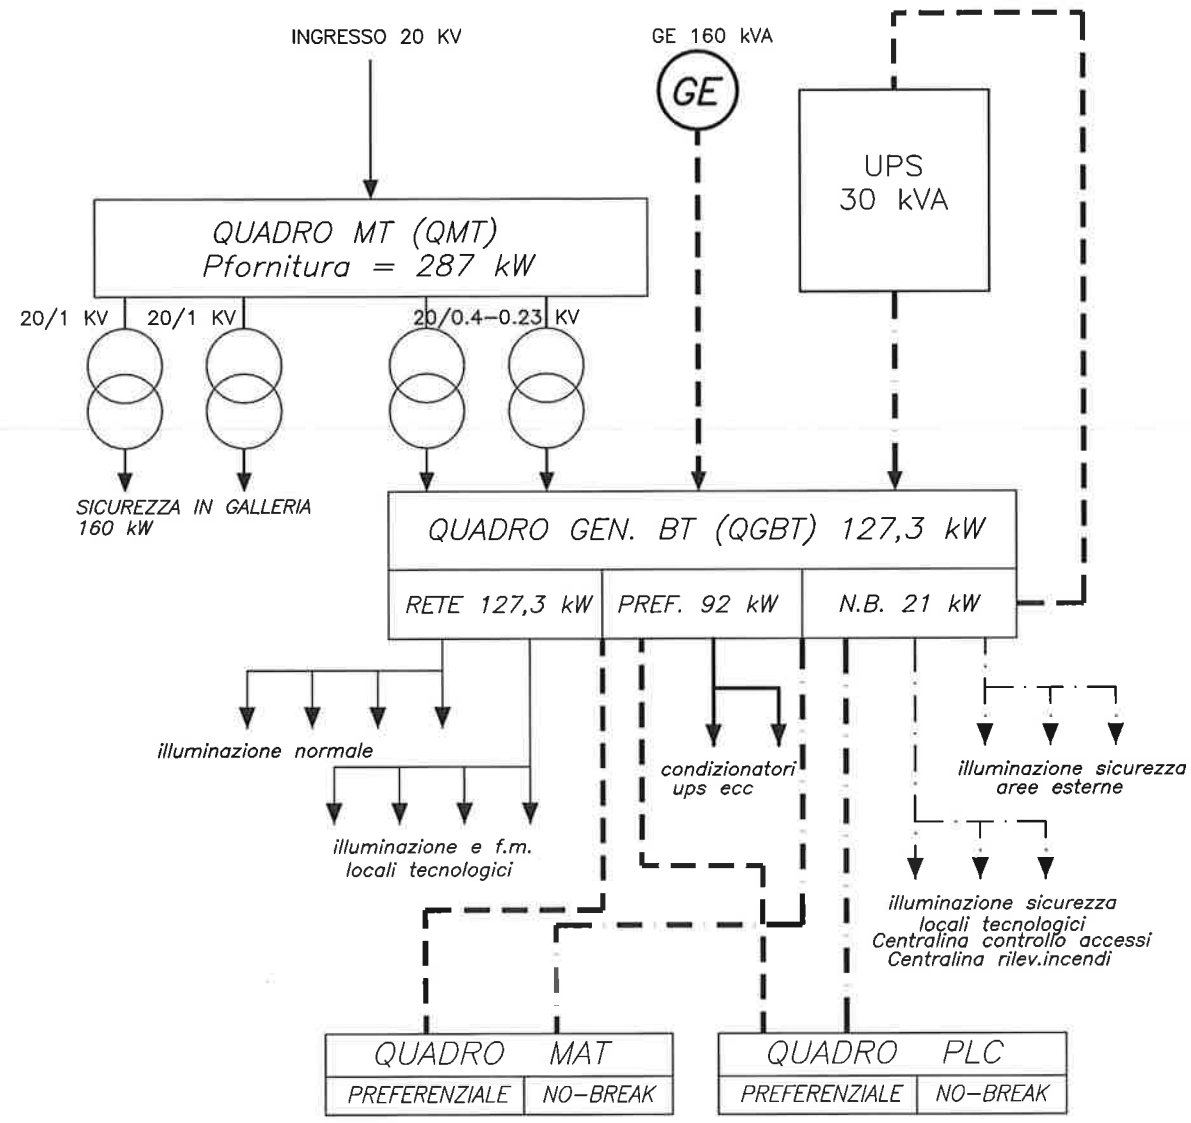 INGRESSO 20 KV
GE 160 kVA
GE
UPS
30 kVA
QUADRO MT (QMT)
Pfornitura = 287 kW
20/1 KV
20/1 KV
20/0.4-0.23 KV
SICUREZZA IN GALLERIA
160 kW
QUADRO GEN. BT (QGBT) 127,3 kW
RETE 127,3 kW
PREF. 92 kW
N.B. 21 kW
illuminazione normale
condizionatori
ups ecc
illuminazione sicurezza
aree esterne
illuminazione e f.m.
locali tecnologici
illuminazione sicurezza
locali tecnologici
Centralina controllo accessi
Centralina rilev.incendi
QUADRO MAT
PREFERENZIALE
NO-BREAK
QUADRO PLC
PREFERENZIALE
NO-BREAK